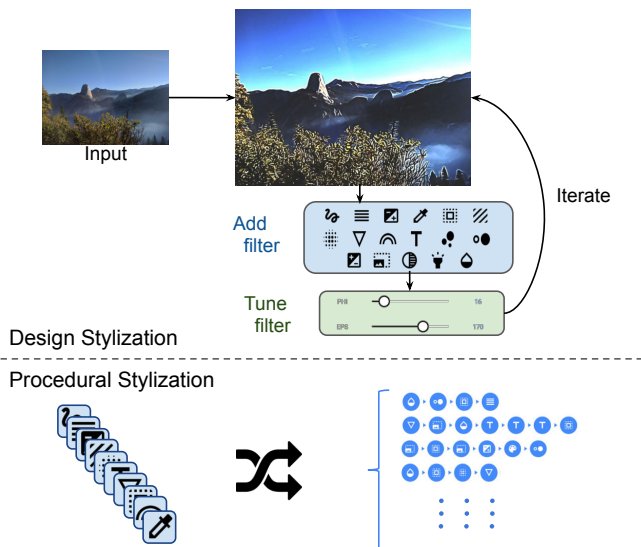 Input
Add
filter
Iterate
Tune
filter
PHI 16
EPS 170
Design Stylization
Procedural Stylization